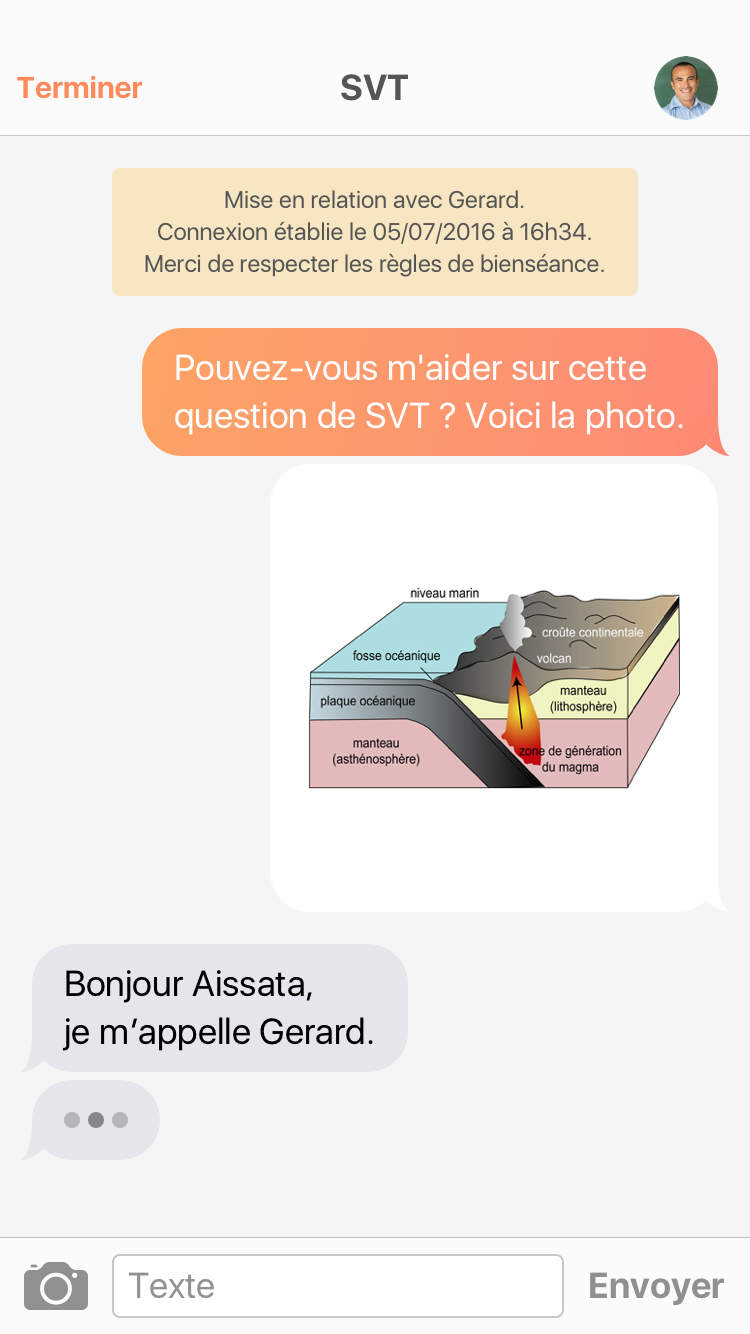 Terminer
SVT
Mise en relation avec Gerard.
Connexion établie le 05/07/2016 à 16h34.
Merci de respecter les règles de bienséance.
Pouvez-vous m'aider sur cette
question de SVT ? Voici la photo.
niveau marin
croûte continentale
fosse océanique
volcan
plaque océanique
manteau
(lithosphère)
manteau
(asthénosphère)
zone de génération
du magma
Bonjour Aissata,
je m’appelle Gerard.
Texte
Envoyer